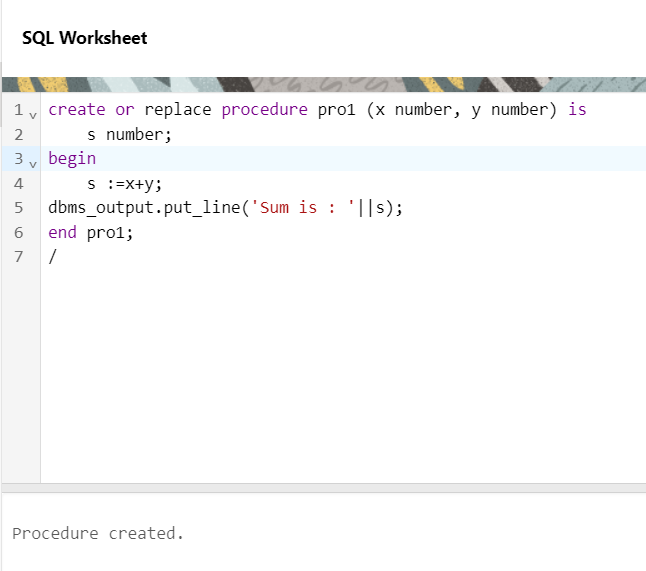 SQL Worksheet
1 create or replace procedure pro1 (x number, y number) is
2     s number;
3 begin
4     s :=x+y;
5 dbms_output.put_line('Sum is : '||s);
6 end pro1;
7 /
Procedure created.